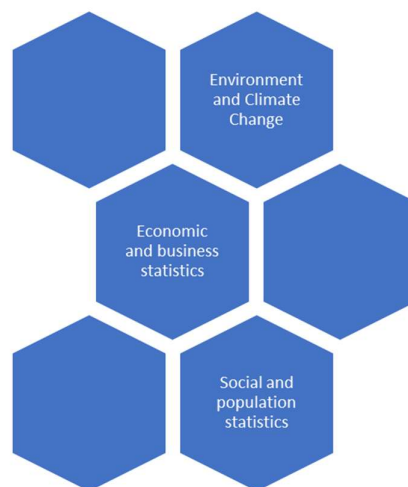 Environment
and Climate
Change
Economic
and business
statistics
Social and
population
statistics